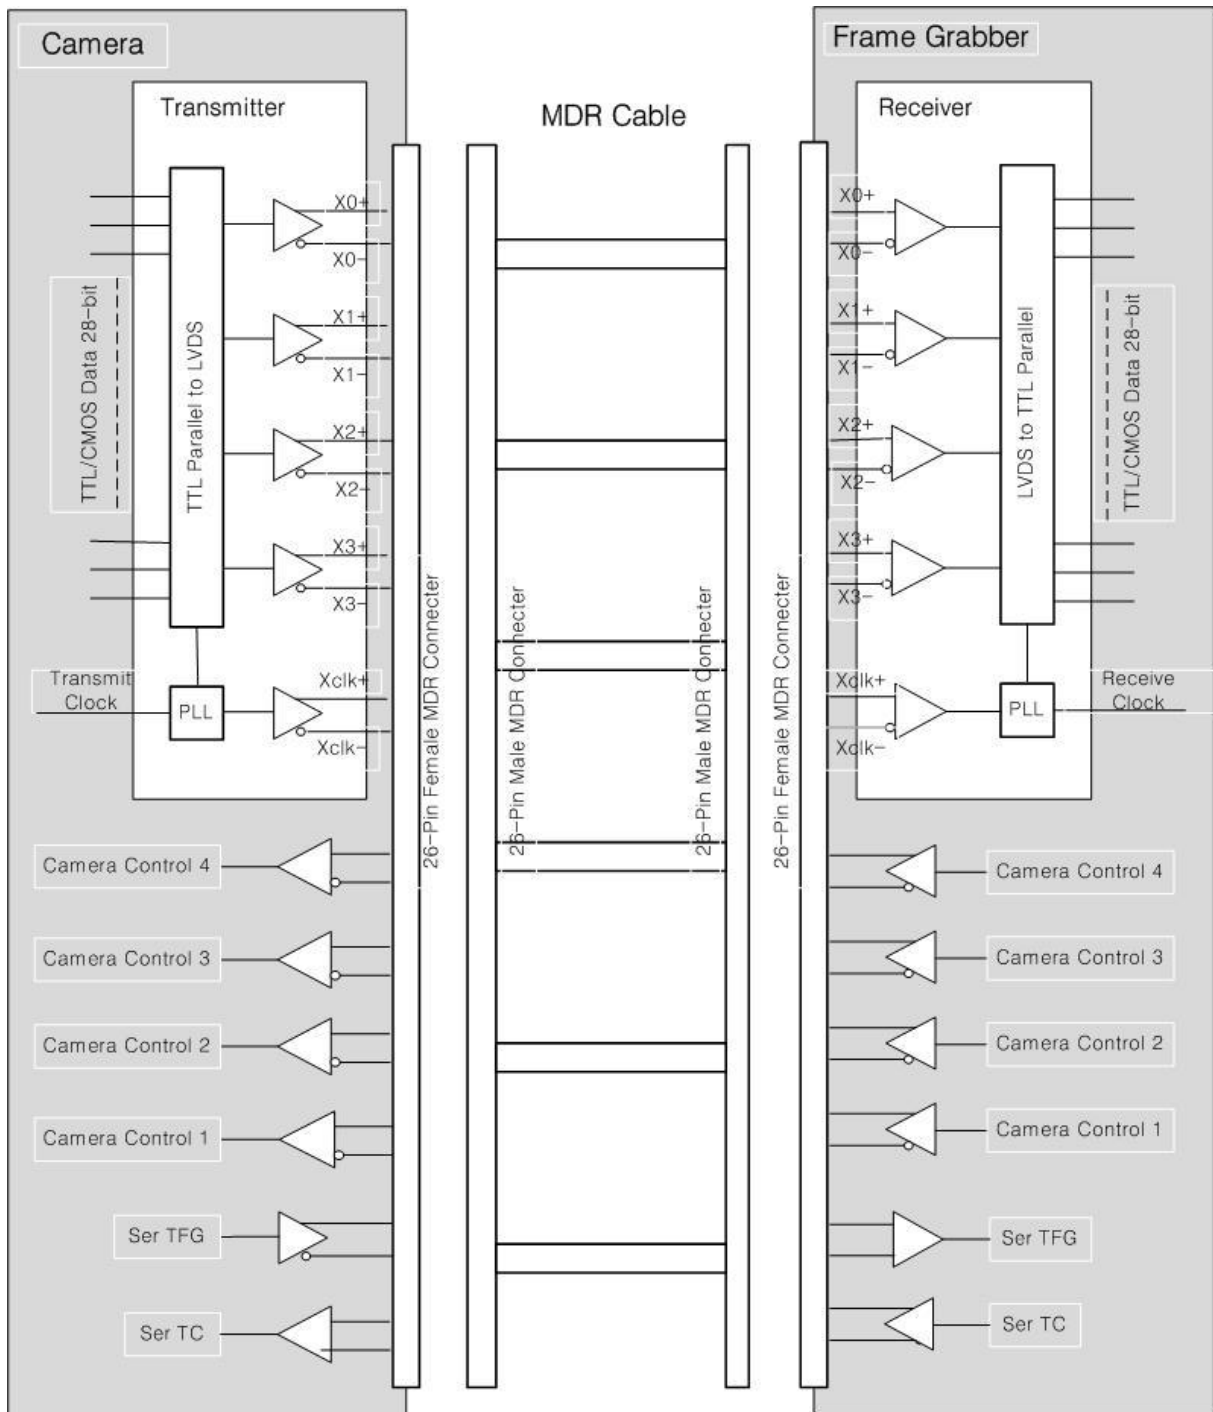 Camera
Transmitter
TTL/CMOS Data 28-bit
TTL Parallel to LVDS
X0+
X0-
X1+
X1-
X2+
X2-
X3+
X3-
Transmit
Clock
PLL
Xclk+
Xclk-
Camera Control 4
Camera Control 3
Camera Control 2
Camera Control 1
Ser TFG
Ser TC
26-Pin Female MDR Connecter
MDR Cable
26-Pin Male MDR Connecter
26-Pin Male MDR Connecter
26-Pin Female MDR Connecter
Frame Grabber
Receiver
X0+
X0-
X1+
X1-
X2+
X2-
X3+
X3-
Xclk+
Xclk-
LVDS to TTL Parallel
PLL
TTL/CMOS Data 28-bit
Receive
Clock
Camera Control 4
Camera Control 3
Camera Control 2
Camera Control 1
Ser TFG
Ser TC